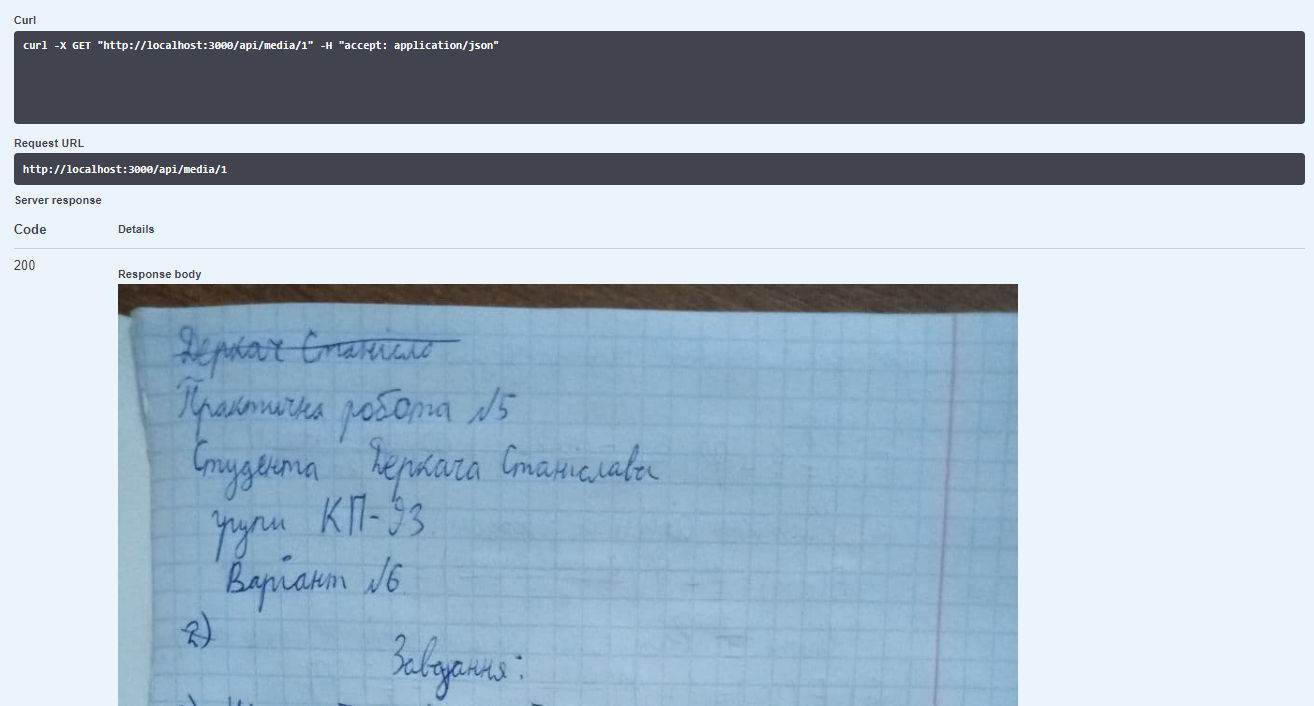 Curl
curl -X GET "http://localhost:3000/api/media/1" -H "accept: application/json"
Request URL
http://localhost:3000/api/media/1
Server response
Code Details
200
Response body
Деркач Станісло
Практична робота №5
Студента Деркача Станіслава
групи КП-93
Варіант №6
2)
Завдання: